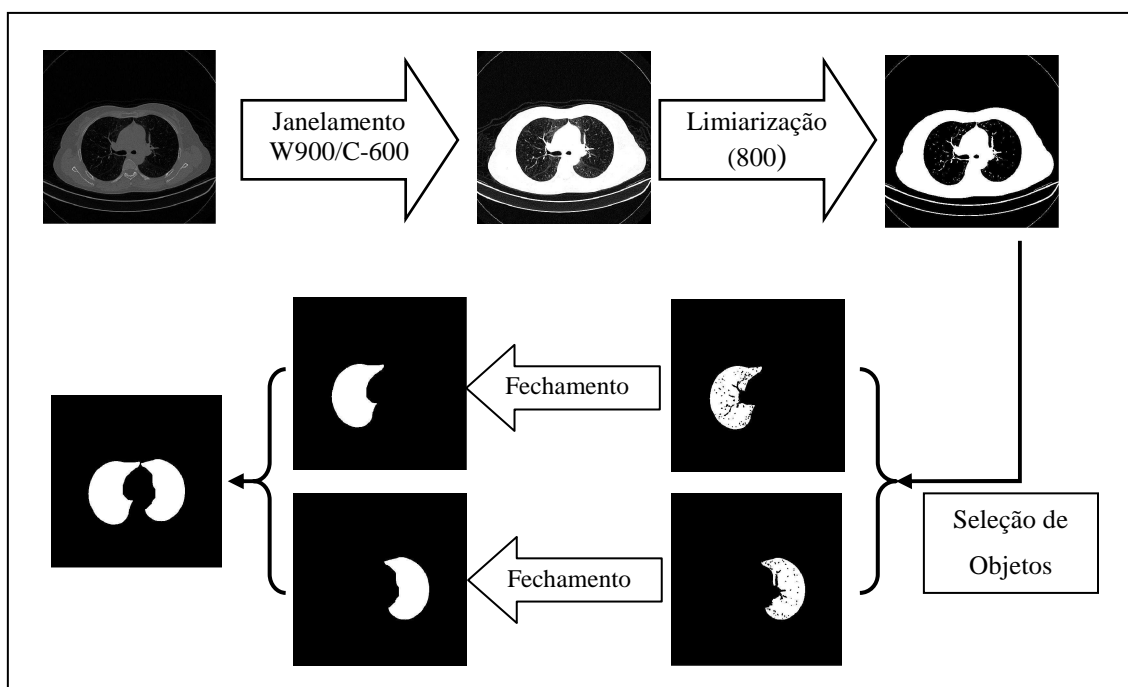 Janelamento
W900/C-600
Limiarização
(800)
Fechamento
Fechamento
Seleção de
Objetos